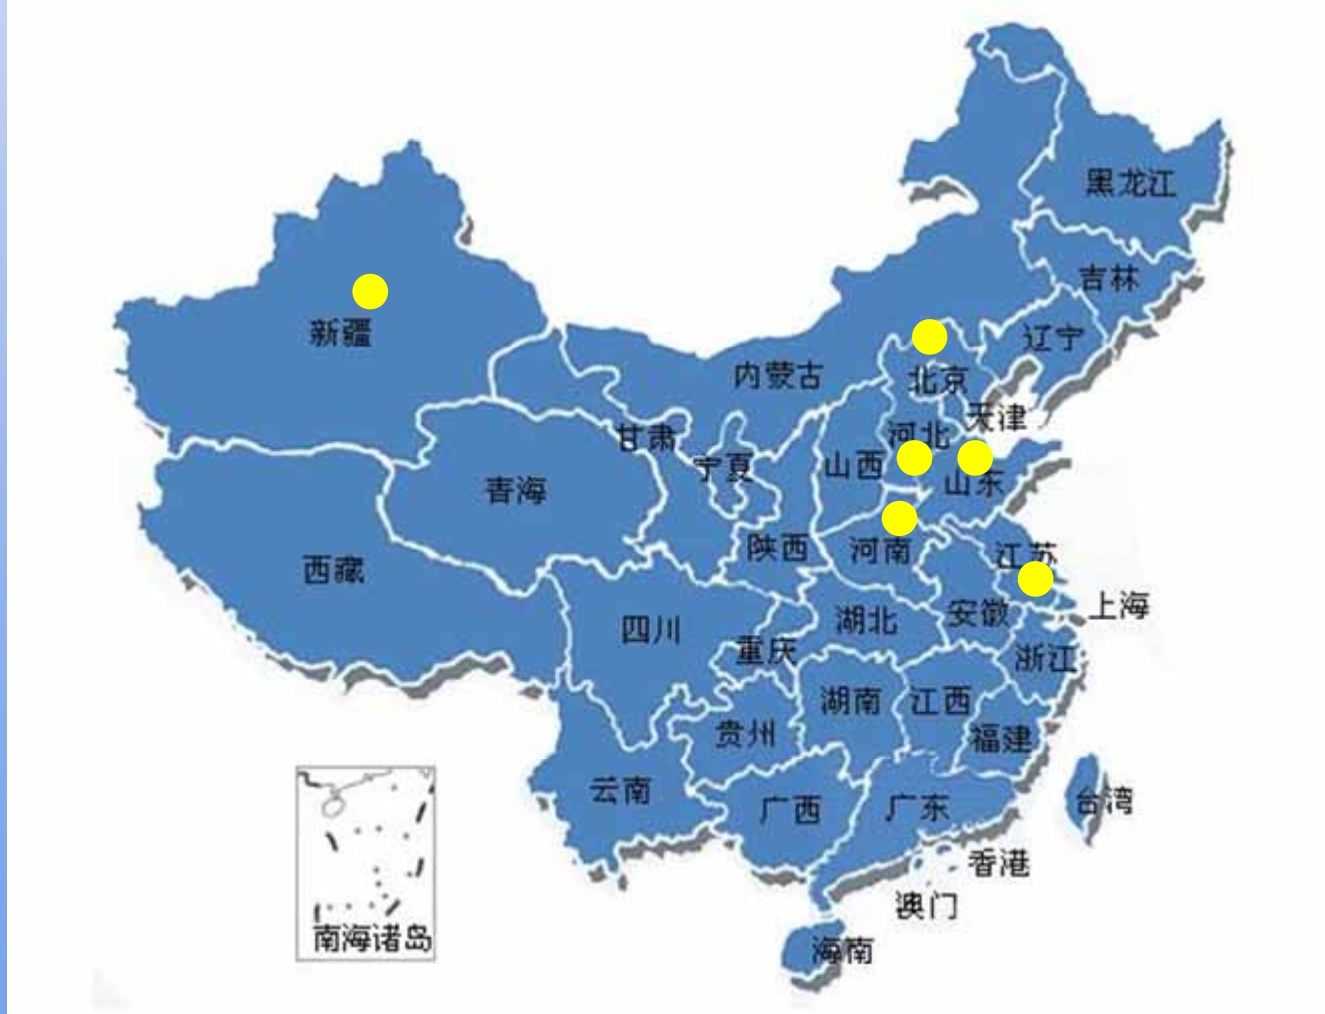 黑龙江
吉林
新疆
辽宁
内蒙古
北京
天津
甘肃
河北
宁夏
山西
山东
青海
陕西
河南
江苏
西藏
上海
安徽
湖北
四川
重庆
浙江
湖南
江西
贵州
福建
云南
广西
广东
台湾
香港
澳门
南海诸岛
海南